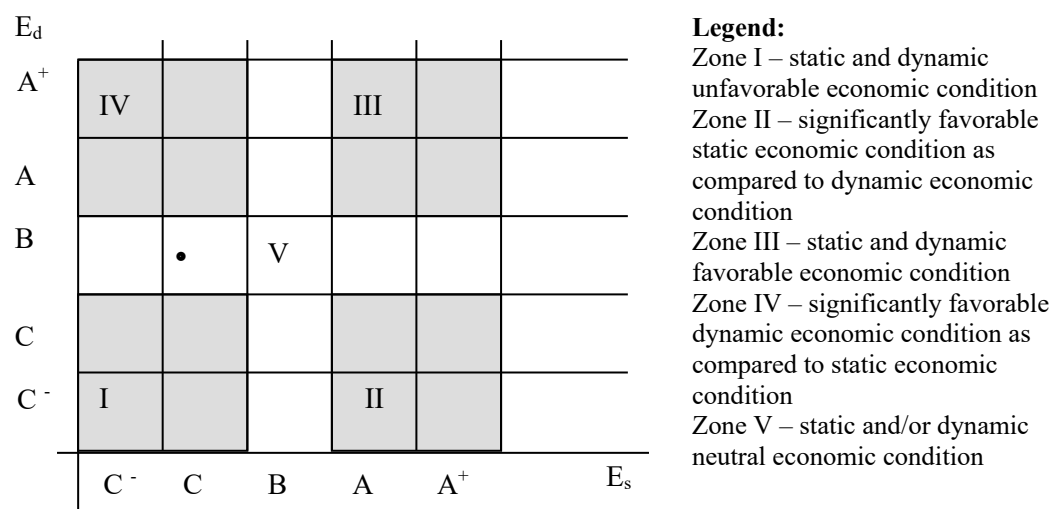 E_d
A⁺
IV III
A
B
V
C
C ⁻
I II
C ⁻ C B A A⁺ E_s
Legend:
Zone I – static and dynamic
unfavorable economic condition
Zone II – significantly favorable
static economic condition as
compared to dynamic economic
condition
Zone III – static and dynamic
favorable economic condition
Zone IV – significantly favorable
dynamic economic condition as
compared to static economic
condition
Zone V – static and/or dynamic
neutral economic condition